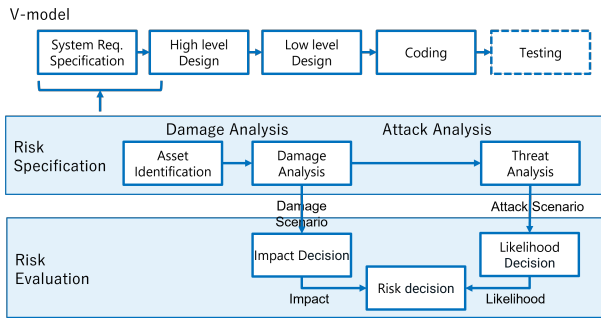 V-model
System Req.
Specification
High level
Design
Low level
Design
Coding
Testing
Damage Analysis
Attack Analysis
Risk
Specification
Asset
Identification
Damage
Analysis
Threat
Analysis
Damage
Scenario
Attack Scenario
Risk
Evaluation
Impact Decision
Likelihood
Decision
Risk decision
Impact
Likelihood